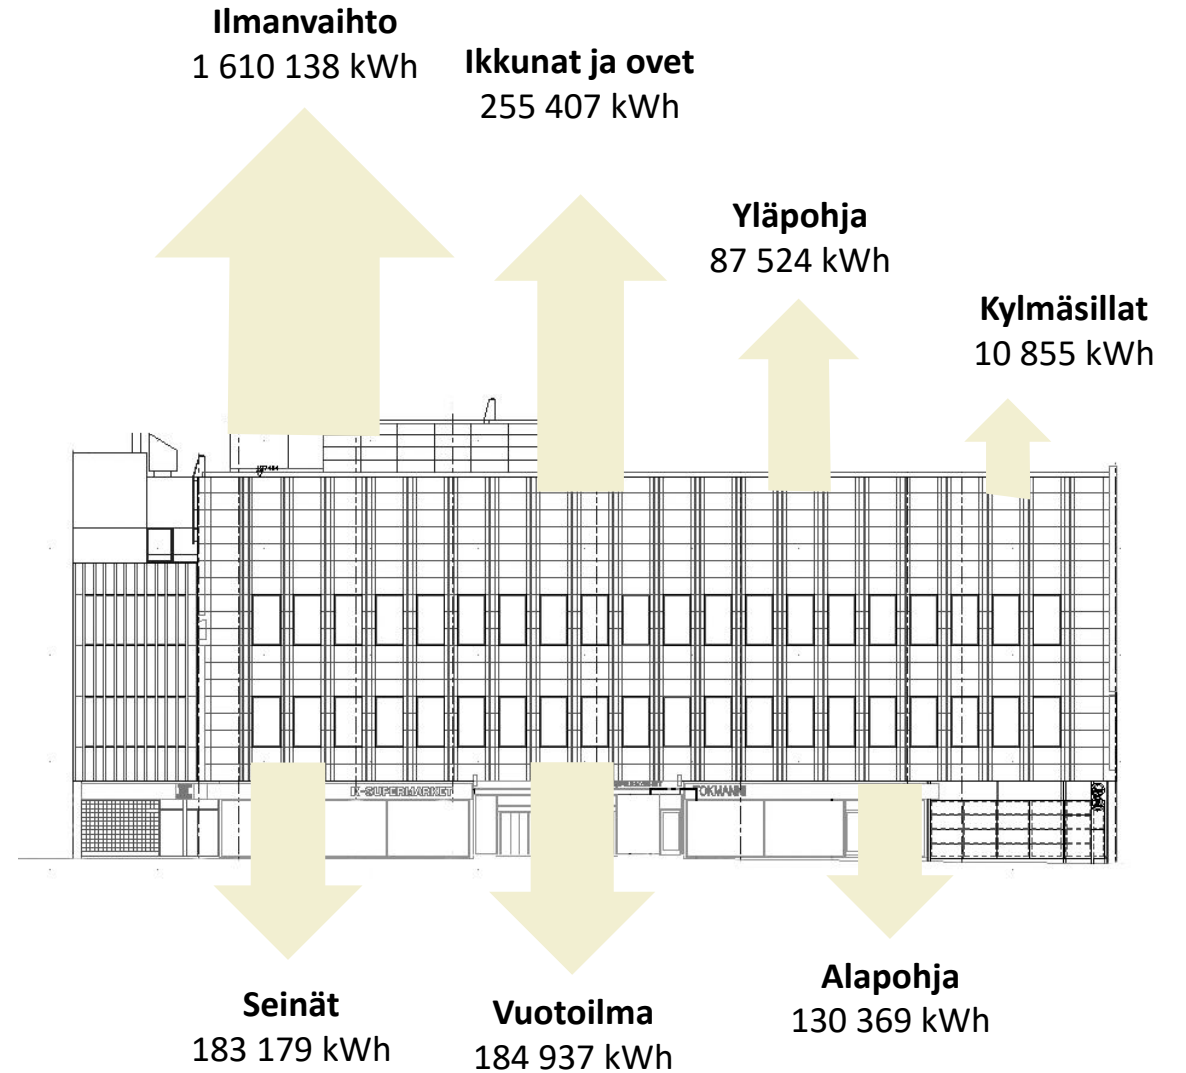 Ilmanvaihto
1 610 138 kWh
Ikkunat ja ovet
255 407 kWh
Yläpohja
87 524 kWh
Kylmäsillat
10 855 kWh
K-SUPERMARKET
TOKMANNI
Seinät
183 179 kWh
Vuotoilma
184 937 kWh
Alapohja
130 369 kWh